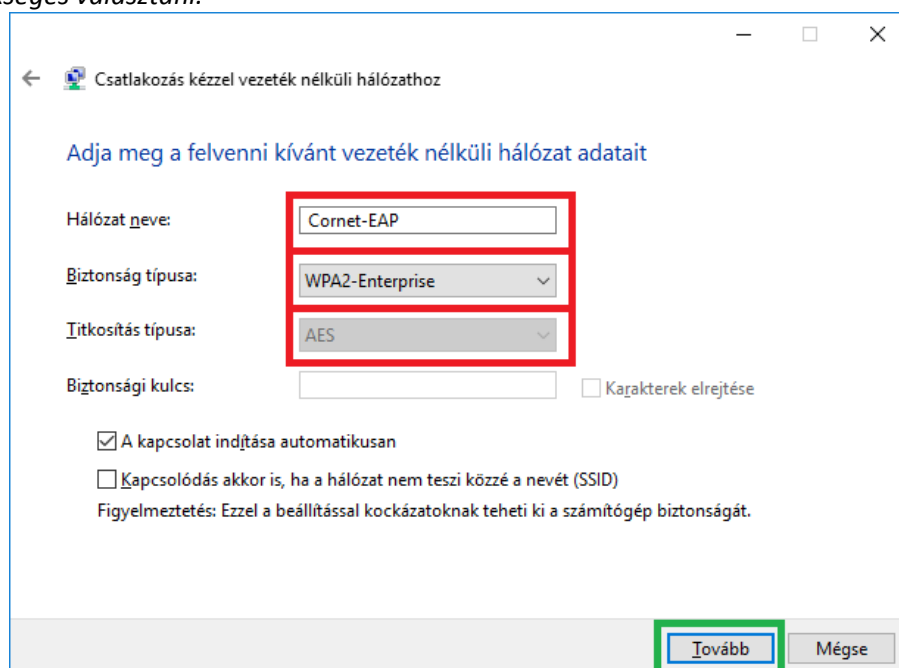 választani.
Csatlakozás kézzel vezeték nélküli hálózathoz
Adja meg a felvenni kívánt vezeték nélküli hálózat adatait
Hálózat neve: Cornet-EAP
Biztonság típusa: WPA2-Enterprise
Titkosítás típusa: AES
Biztonsági kulcs: Karakterek elrejtése
A kapcsolat indítása automatikusan
Kapcsolódás akkor is, ha a hálózat nem teszi közzé a nevét (SSID)
Figyelmeztetés: Ezzel a beállítással kockázatoknak teheti ki a számítógép biztonságát.
Tovább Mégse